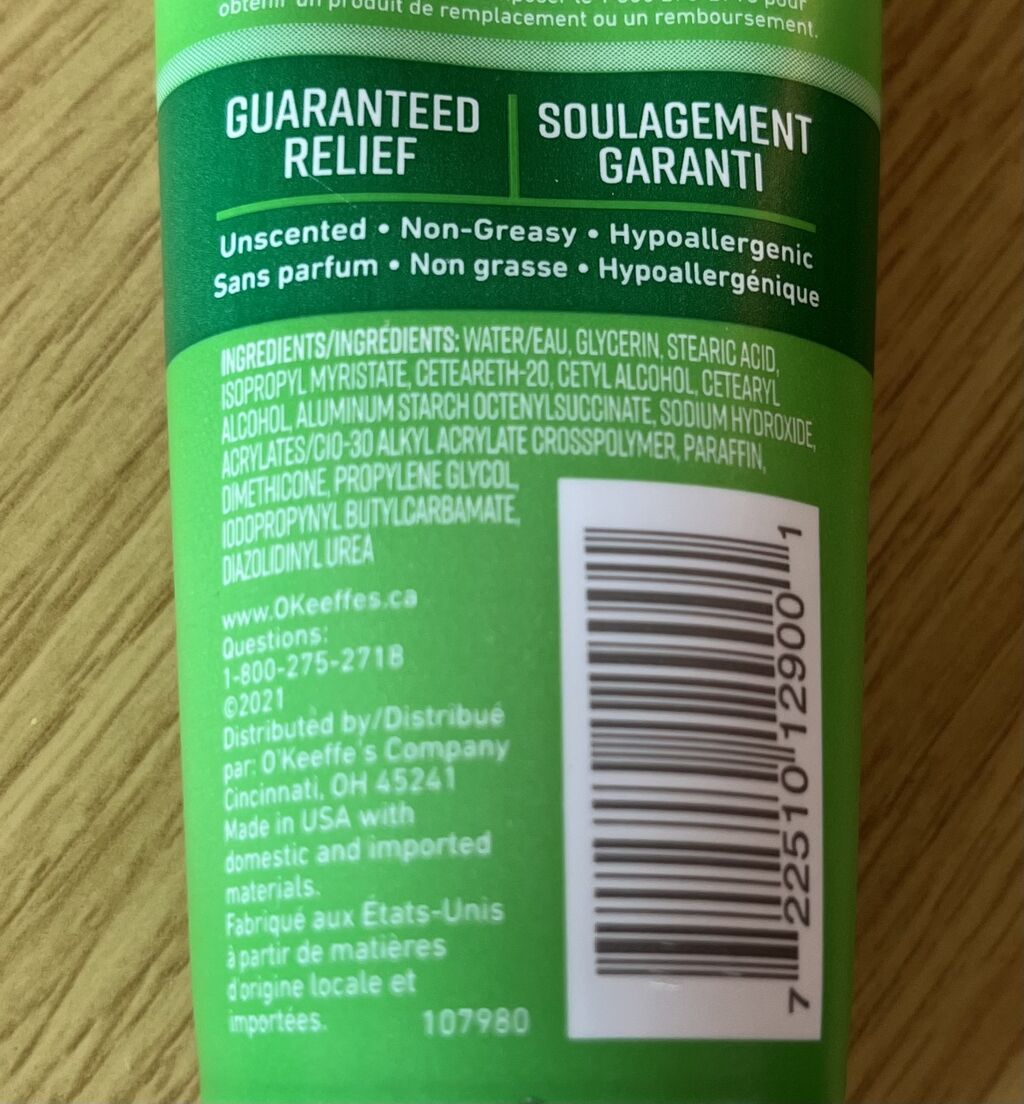 obtenir un produit de remplacement ou un remboursement.
GUARANTEED
RELIEF
SOULAGEMENT
GARANTI
Unscented • Non-Greasy • Hypoallergenic
Sans parfum • Non grasse • Hypoallergénique
INGREDIENTS/INGRÉDIENTS: WATER/EAU, GLYCERIN, STEARIC ACID,
ISOPROPYL MYRISTATE, CETEARETH-20, CETYL ALCOHOL, CETEARYL
ALCOHOL, ALUMINUM STARCH OCTENYLSUCCINATE, SODIUM HYDROXIDE,
ACRYLATES/C10-30 ALKYL ACRYLATE CROSSPOLYMER, PARAFFIN,
DIMETHICONE, PROPYLENE GLYCOL,
IODOPROPYNYL BUTYLCARBAMATE,
DIAZOLIDINYL UREA
www.OKeeffes.ca
Questions:
1-800-275-2718
©2021
Distributed by/Distribué
par: O'Keeffe's Company
Cincinnati, OH 45241
Made in USA with
domestic and imported
materials.
Fabriqué aux États-Unis
à partir de matières
d'origine locale et
importées.
107980
7 22510 12900 1